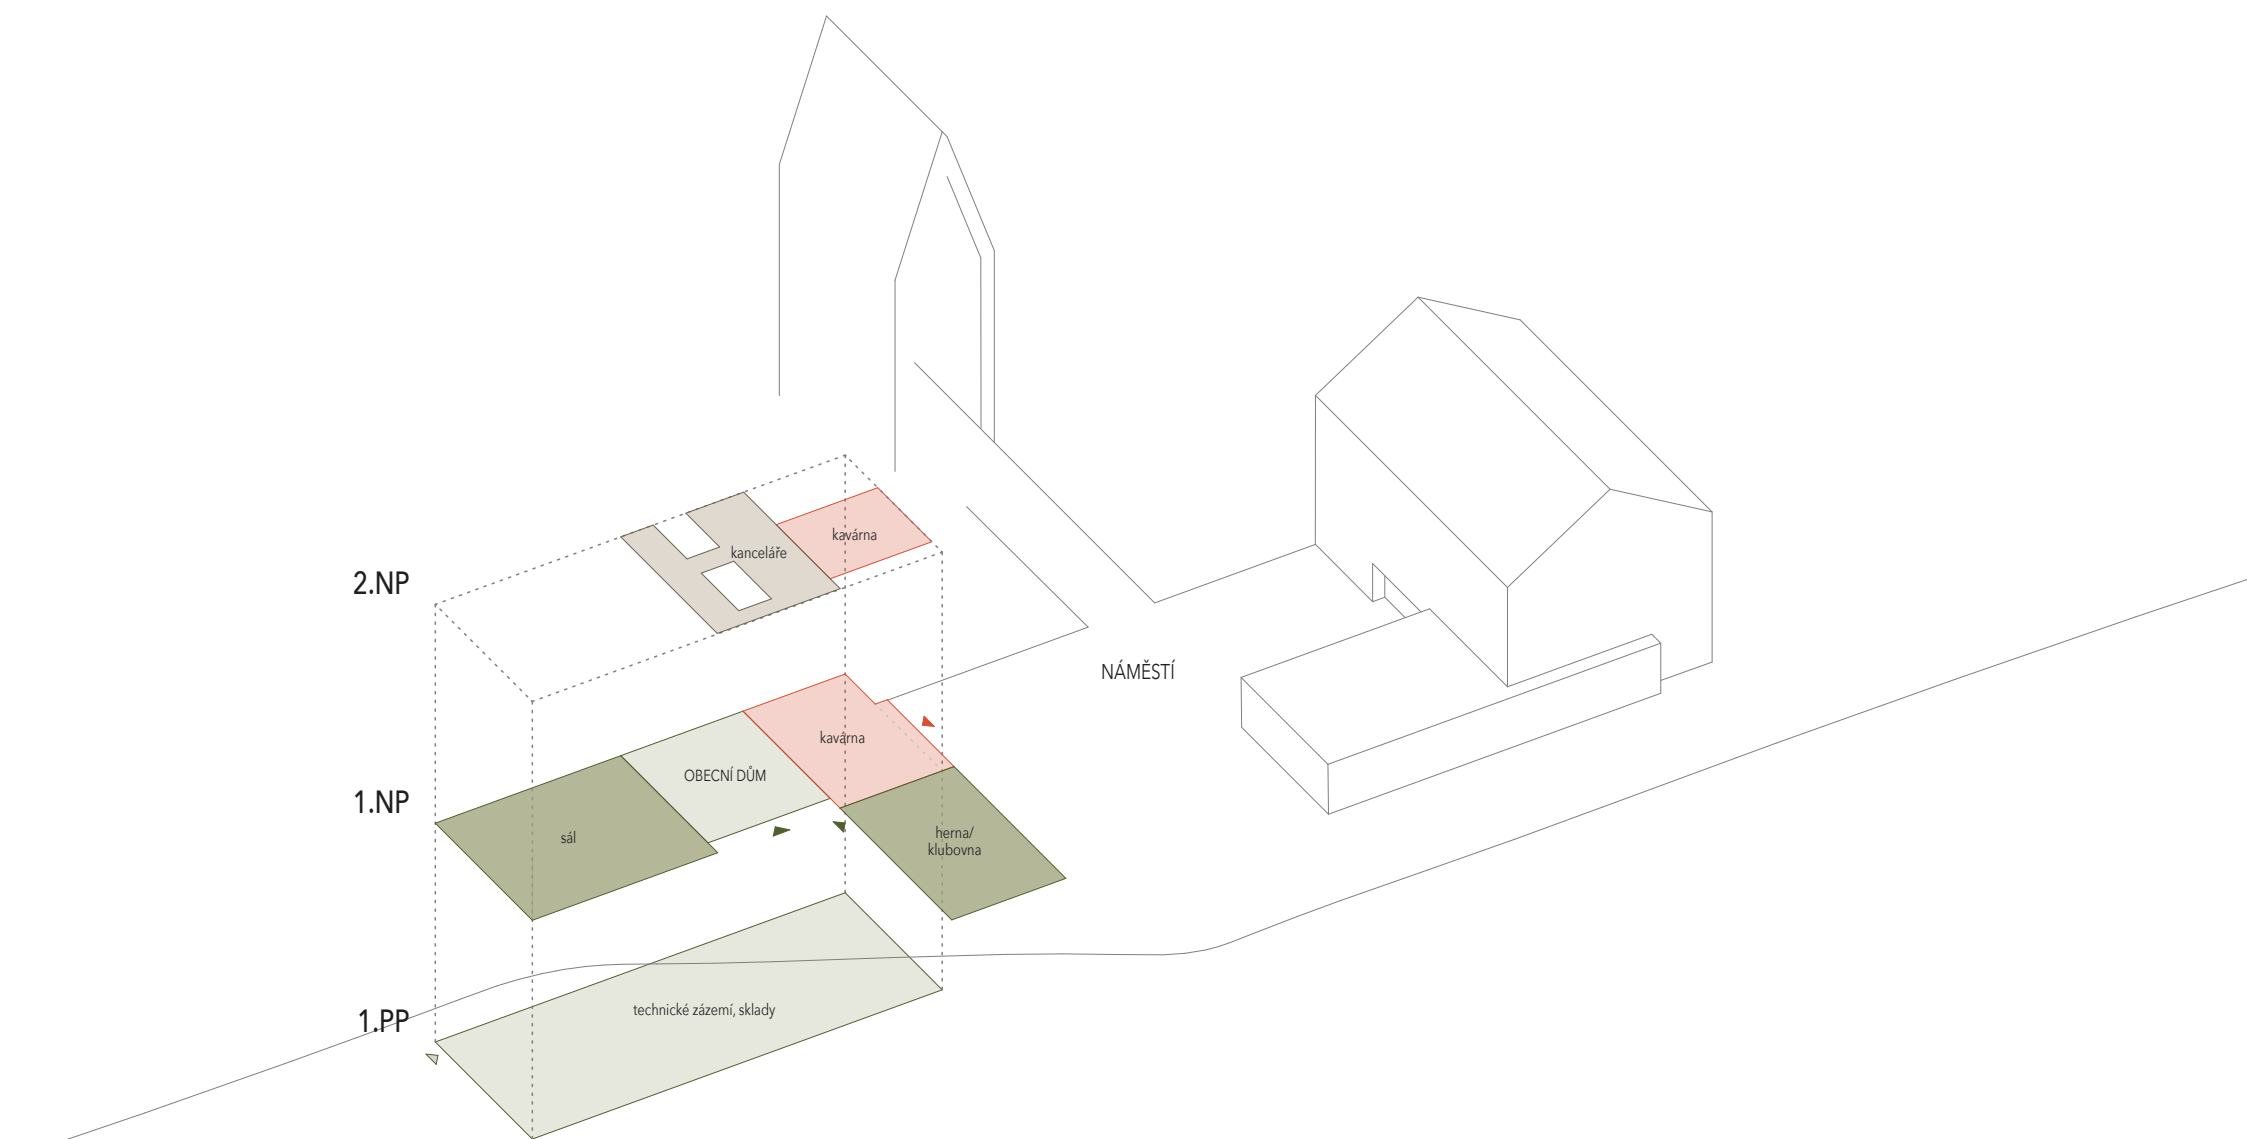 kavárna
kanceláře
2.NP
NÁMĚSTÍ
kavárna
OBECNÍ DŮM
1.NP
sál
herna/
klubovna
technické zázemí, sklady
1.PP